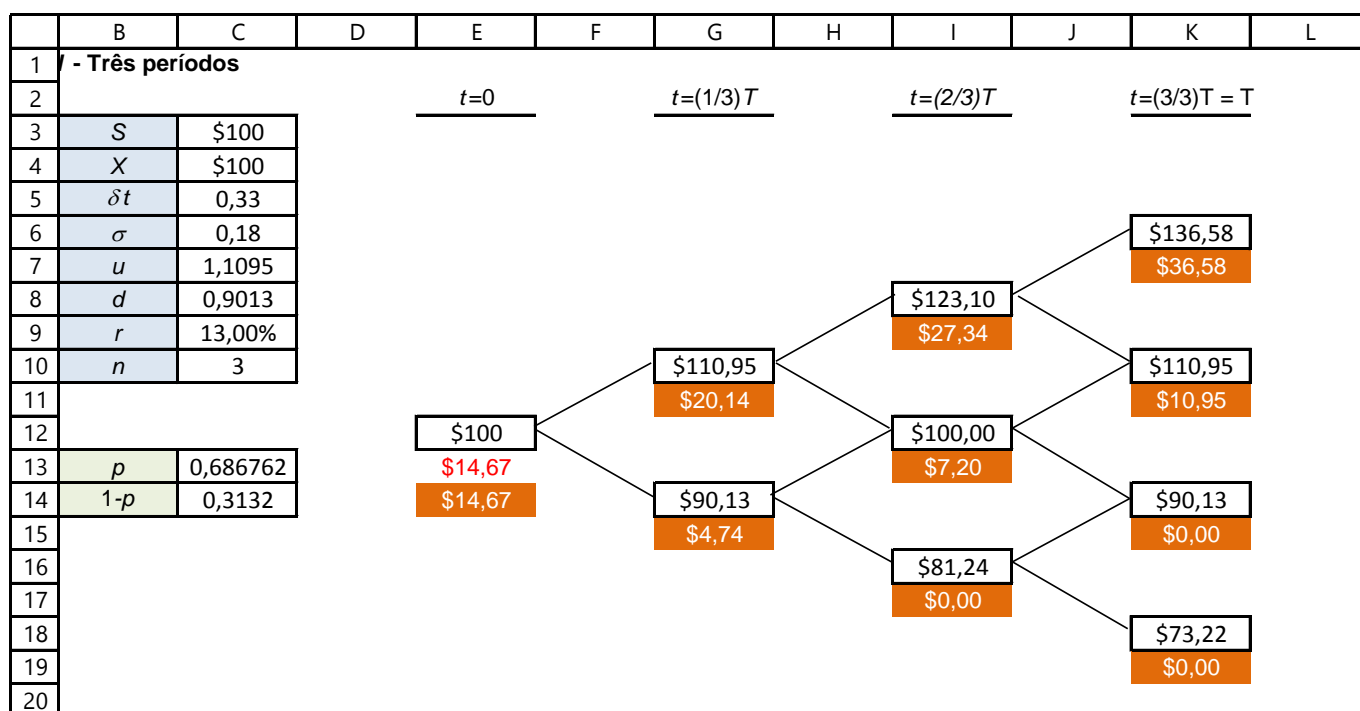 B C D E F G H I J K L
1 - Três períodos
2 t=0 t=(1/3)T t=(2/3)T t=(3/3)T = T
3 S $100
4 X $100
5 δt 0,33
6 σ 0,18 $136,58
7 u 1,1095 $36,58
8 d 0,9013 $123,10
9 r 13,00% $27,34
10 n 3 $110,95 $110,95
11 $20,14 $10,95
12 $100 $100,00
13 p 0,686762 $14,67 $7,20
14 1-p 0,3132 $14,67 $90,13 $90,13
15 $4,74 $0,00
16 $81,24
17 $0,00
18 $73,22
19 $0,00
20